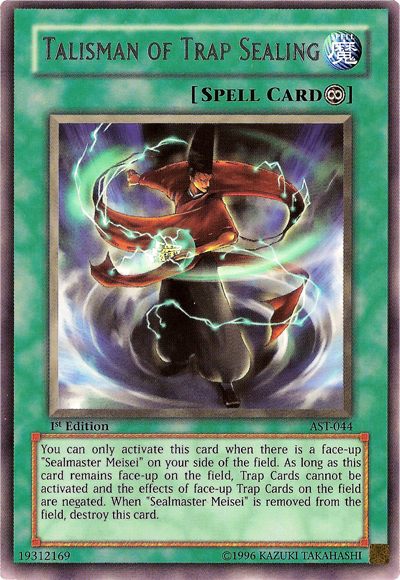 TALISMAN OF TRAP SEALING 魔
[SPELL CARD]
1st Edition AST-044
You can only activate this card when there is a face-up
"Sealmaster Meisei" on your side of the field. As long as this
card remains face-up on the field, Trap Cards cannot be
activated and the effects of face-up Trap Cards on the field
are negated. When "Sealmaster Meisei" is removed from the
field, destroy this card.
19312169 ©1996 KAZUKI TAKAHASHI